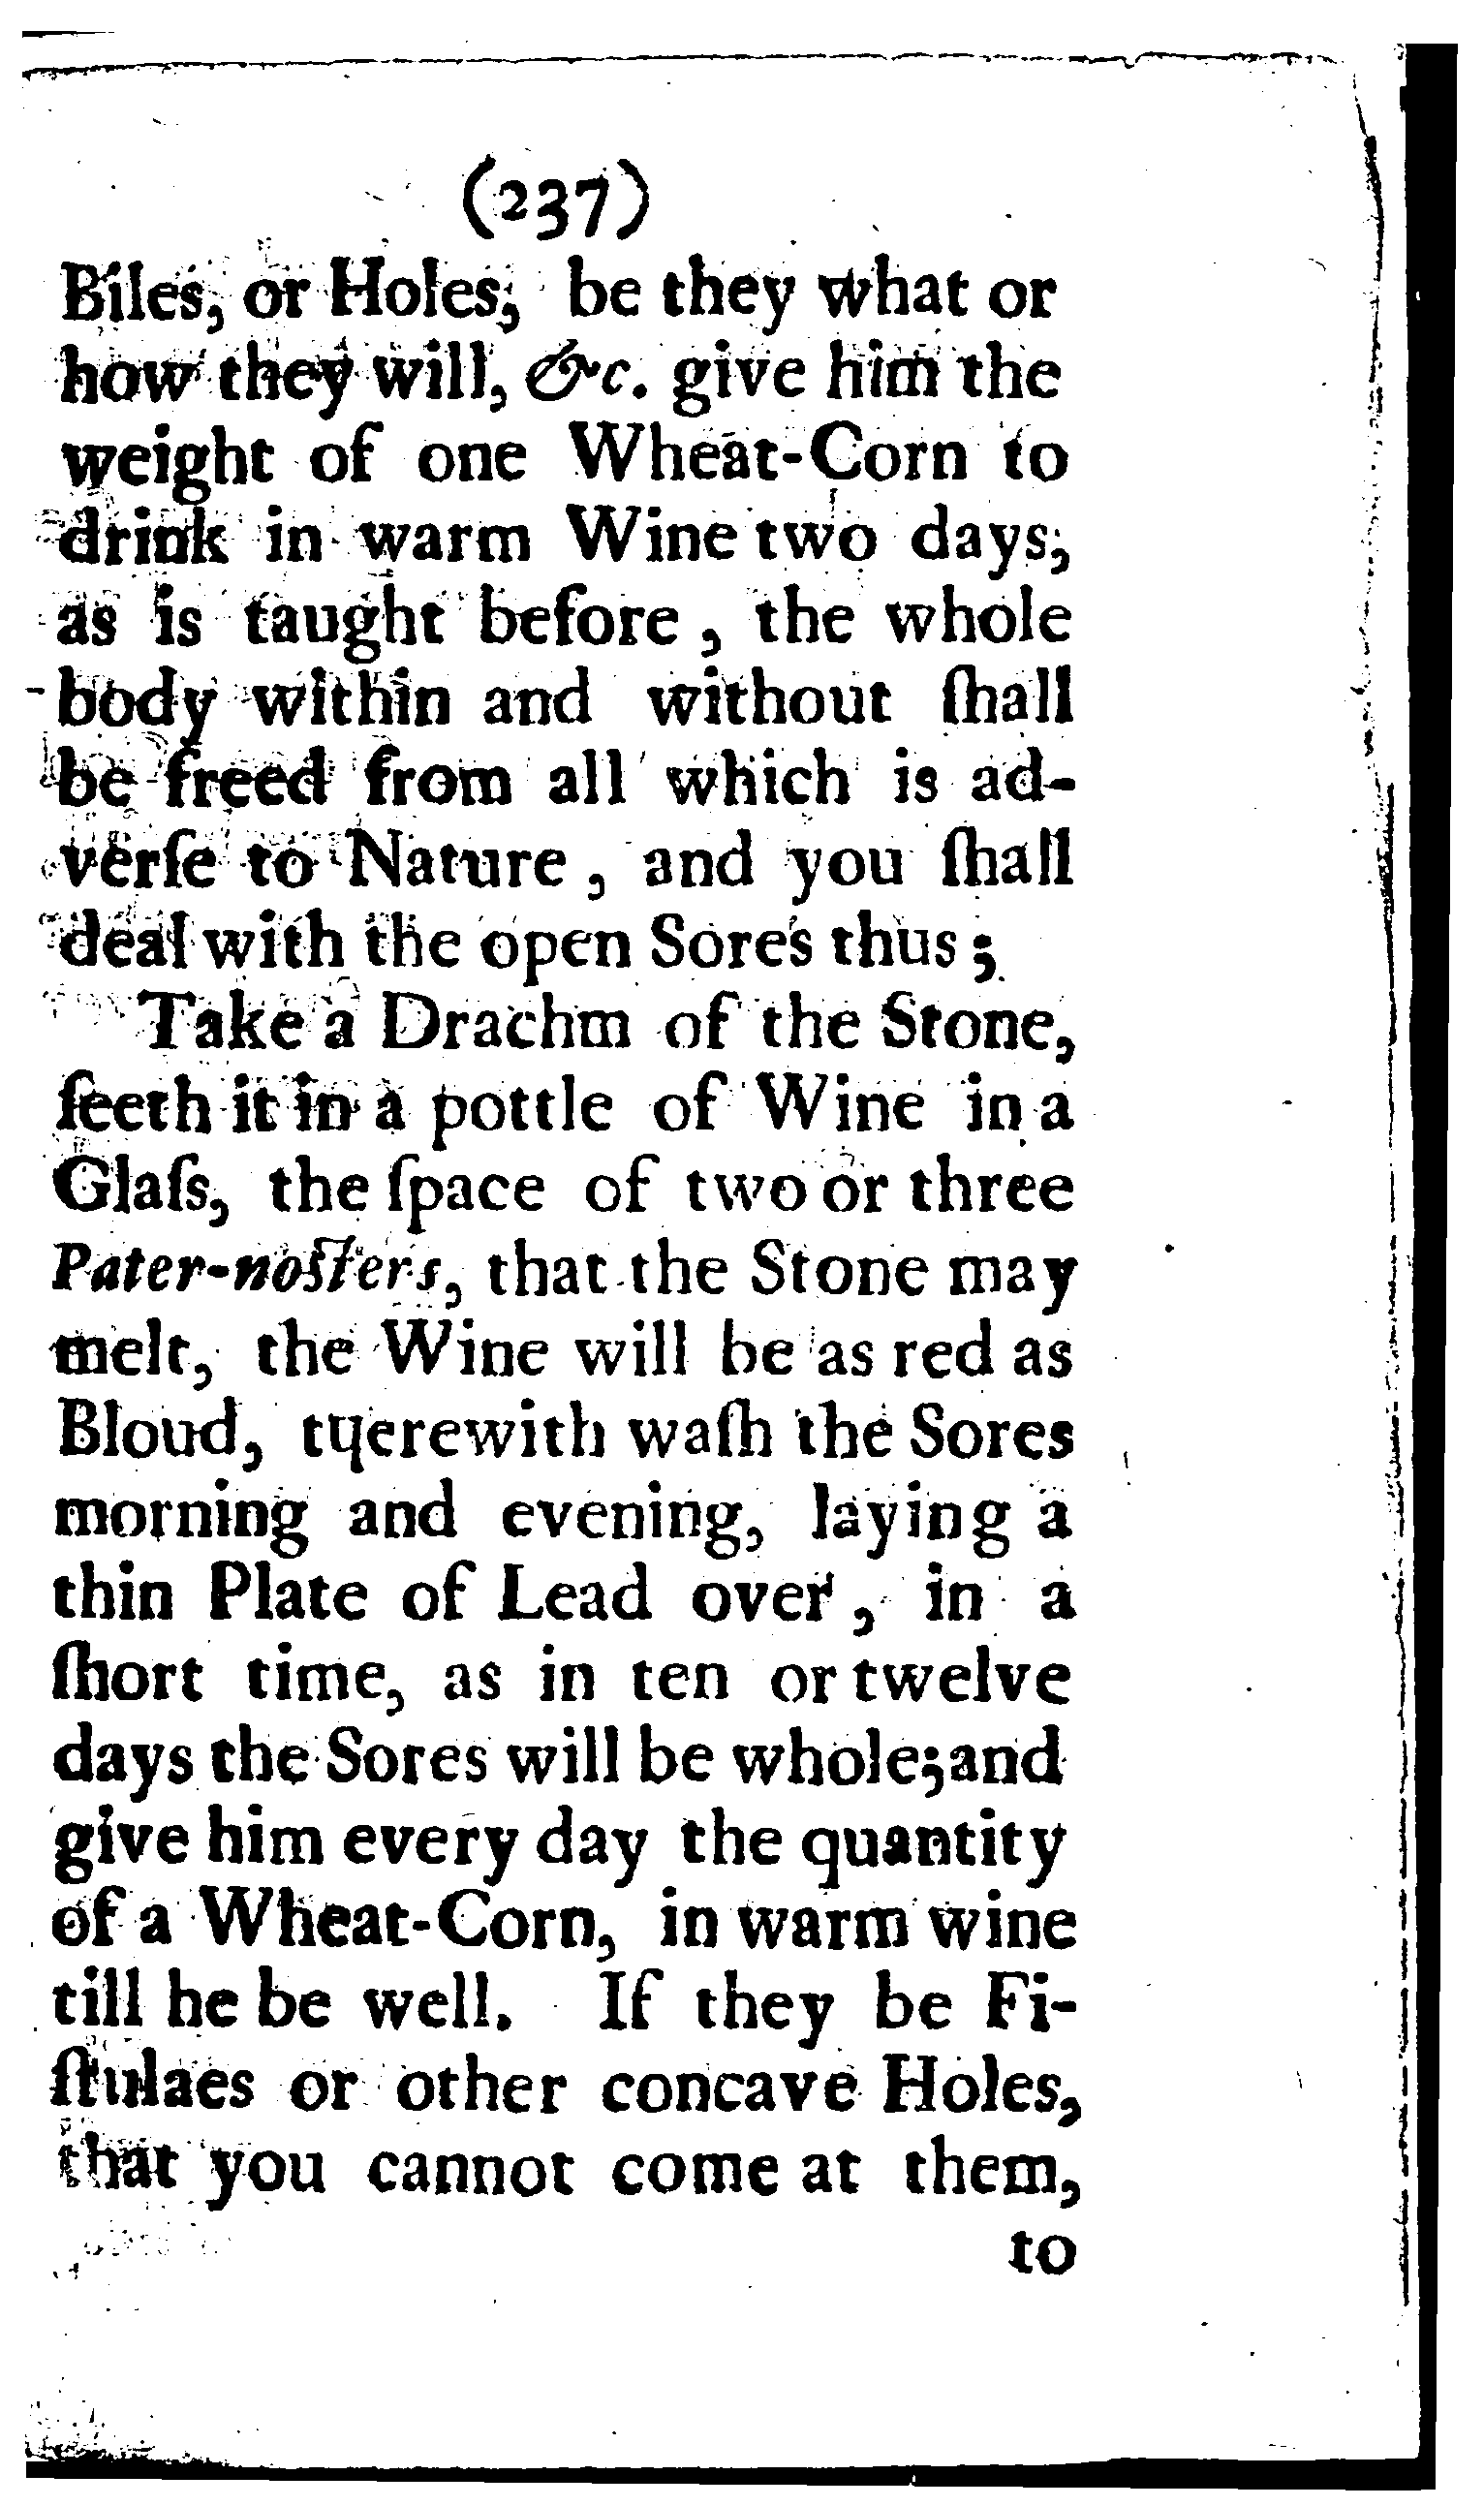 (237)
Biles, or Holes, be they what or
how they will, &c. give him the
weight of one Wheat-Corn to
drink in warm Wine two days,
as is taught before, the whole
body within and without ſhall
be freed from all which is ad-
verſe to Nature, and you ſhall
deal with the open Sores thus;
Take a Drachm of the Stone,
ſeeth it in a pottle of Wine in a
Glaſs, the ſpace of two or three
Pater-noſters, that the Stone may
melt, the Wine will be as red as
Bloud, tɥerewith waſh the Sores
morning and evening, laying a
thin Plate of Lead over, in a
ſhort time, as in ten or twelve
days the Sores will be whole; and
give him every day the quantity
of a Wheat-Corn, in warm wine
till he be well. If they be Fi-
ſtulaes or other concave Holes,
that you cannot come at them,
to